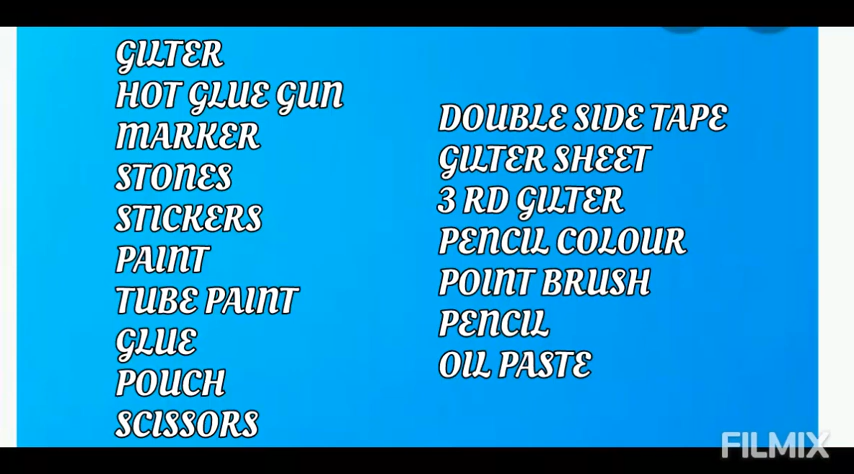 GILTER
HOT GLUE GUN
MARKER
STONES
STICKERS
PAINT
TUBE PAINT
GLUE
POUCH
SCISSORS
DOUBLE SIDE TAPE
GILTER SHEET
3 RD GILTER
PENCIL COLOUR
POINT BRUSH
PENCIL
OIL PASTE
FILMIX